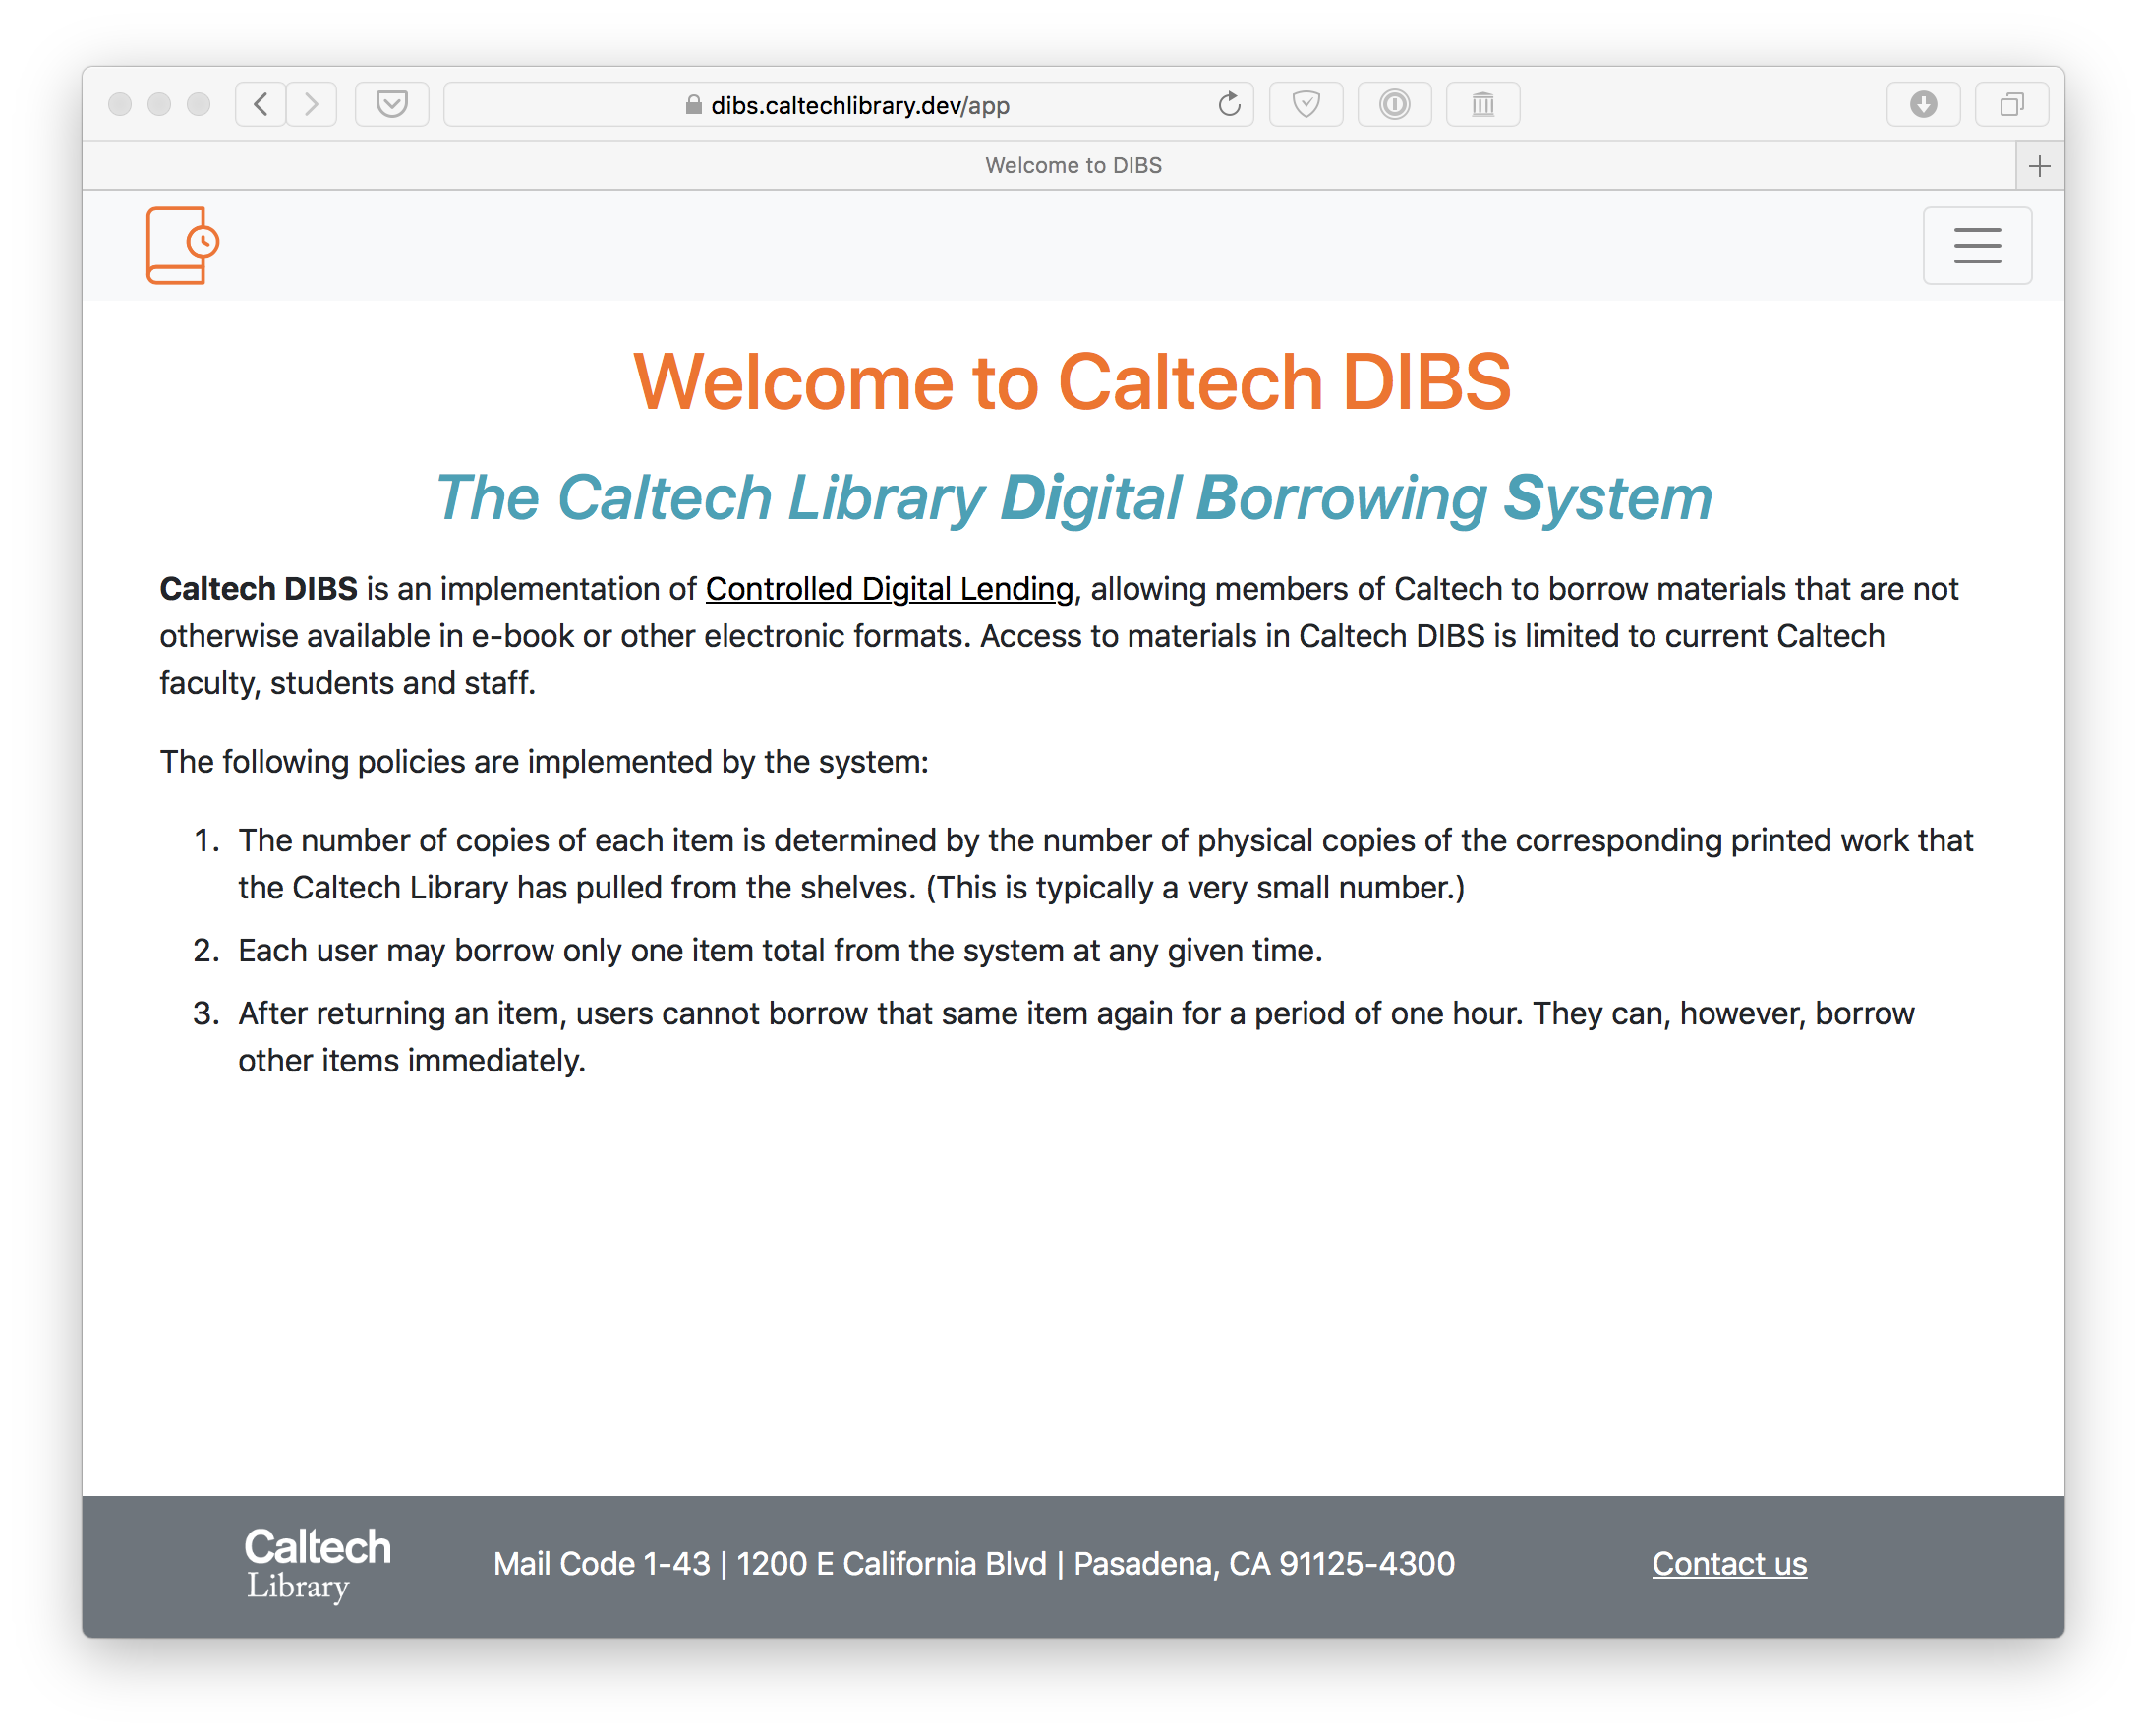 dibs.caltechlibrary.dev/app
Welcome to DIBS
Welcome to Caltech DIBS
The Caltech Library Digital Borrowing System
Caltech DIBS is an implementation of Controlled Digital Lending, allowing members of Caltech to borrow materials that are not
otherwise available in e-book or other electronic formats. Access to materials in Caltech DIBS is limited to current Caltech
faculty, students and staff.
The following policies are implemented by the system:
1. The number of copies of each item is determined by the number of physical copies of the corresponding printed work that
the Caltech Library has pulled from the shelves. (This is typically a very small number.)
2. Each user may borrow only one item total from the system at any given time.
3. After returning an item, users cannot borrow that same item again for a period of one hour. They can, however, borrow
other items immediately.
Caltech
Library
Mail Code 1-43 | 1200 E California Blvd | Pasadena, CA 91125-4300
Contact us